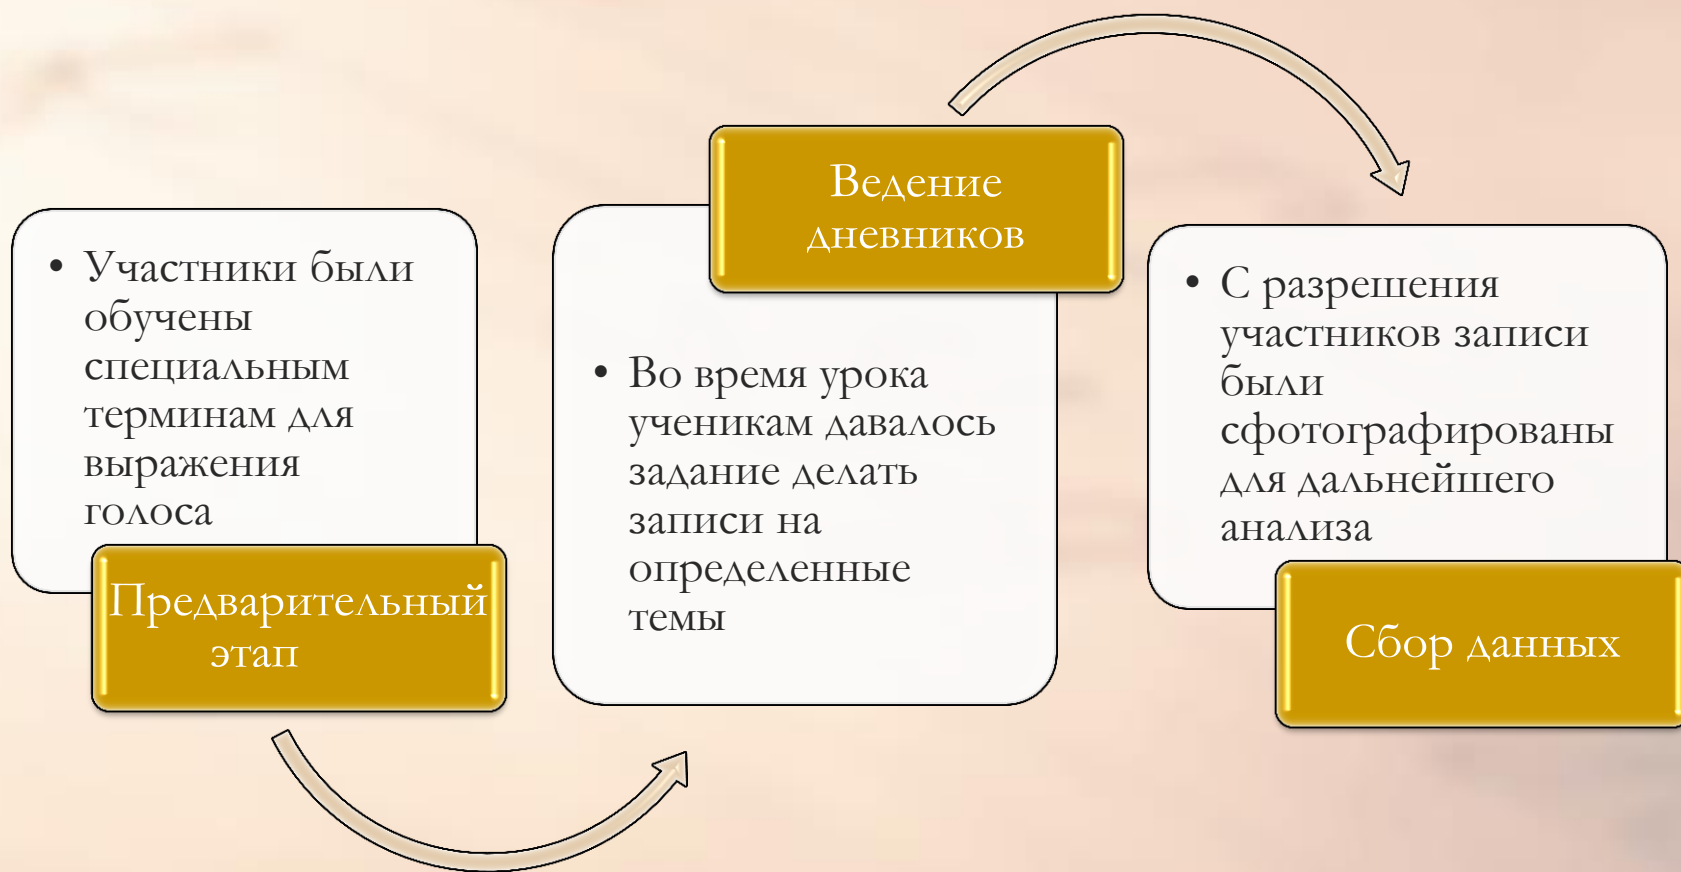 • Участники были
обучены
специальным
терминам для
выражения
голоса
Предварительный
этап
Ведение
дневников
• Во время урока
ученикам давалось
задание делать
записи на
определенные
темы
• С разрешения
участников записи
были
сфотографированы
для дальнейшего
анализа
Сбор данных